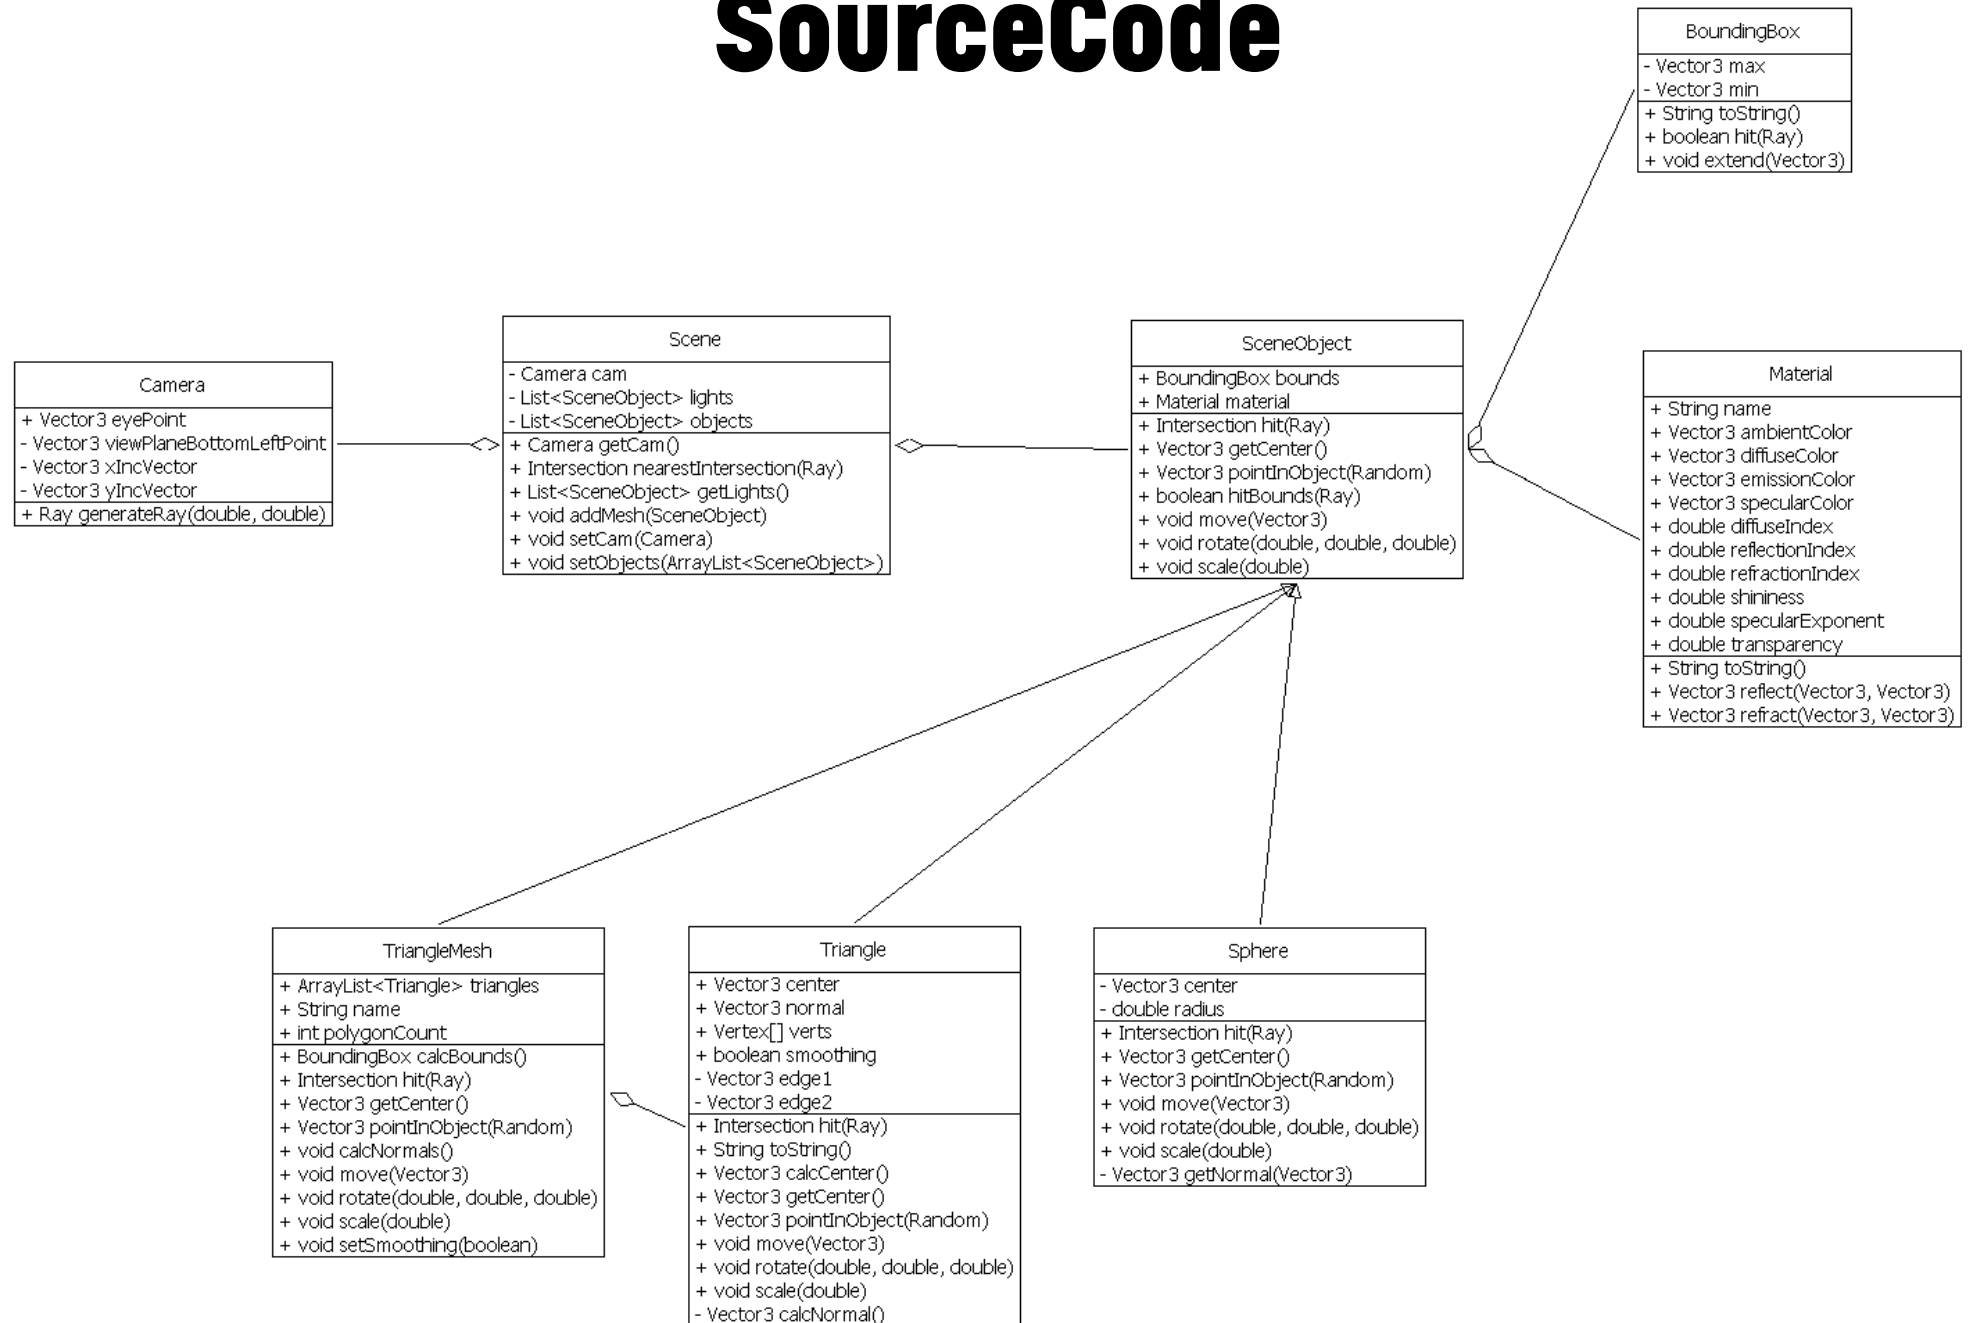 SourceCode
BoundingBox
- Vector3 max
- Vector3 min
+ String toString()
+ boolean hit(Ray)
+ void extend(Vector3)
Camera
+ Vector3 eyePoint
- Vector3 viewPlaneBottomLeftPoint
- Vector3 xIncVector
- Vector3 yIncVector
+ Ray generateRay(double, double)
Scene
- Camera cam
- List<SceneObject> lights
- List<SceneObject> objects
+ Camera getCam()
+ Intersection nearestIntersection(Ray)
+ List<SceneObject> getLights()
+ void addMesh(SceneObject)
+ void setCam(Camera)
+ void setObjects(ArrayList<SceneObject>)
SceneObject
+ BoundingBox bounds
+ Material material
+ Intersection hit(Ray)
+ Vector3 getCenter()
+ Vector3 pointInObject(Random)
+ boolean hitBounds(Ray)
+ void move(Vector3)
+ void rotate(double, double, double)
+ void scale(double)
Material
+ String name
+ Vector3 ambientColor
+ Vector3 diffuseColor
+ Vector3 emissionColor
+ Vector3 specularColor
+ double diffuseIndex
+ double reflectionIndex
+ double refractionIndex
+ double shininess
+ double specularExponent
+ double transparency
+ String toString()
+ Vector3 reflect(Vector3, Vector3)
+ Vector3 refract(Vector3, Vector3)
TriangleMesh
+ ArrayList<Triangle> triangles
+ String name
+ int polygonCount
+ BoundingBox calcBounds()
+ Intersection hit(Ray)
+ Vector3 getCenter()
+ Vector3 pointInObject(Random)
+ void calcNormals()
+ void move(Vector3)
+ void rotate(double, double, double)
+ void scale(double)
+ void setSmoothing(boolean)
Triangle
+ Vector3 center
+ Vector3 normal
+ Vertex[] verts
+ boolean smoothing
- Vector3 edge1
- Vector3 edge2
+ Intersection hit(Ray)
+ String toString()
+ Vector3 calcCenter()
+ Vector3 getCenter()
+ Vector3 pointInObject(Random)
+ void move(Vector3)
+ void rotate(double, double, double)
+ void scale(double)
- Vector3 calcNormal()
Sphere
- Vector3 center
- double radius
+ Intersection hit(Ray)
+ Vector3 getCenter()
+ Vector3 pointInObject(Random)
+ void move(Vector3)
+ void rotate(double, double, double)
+ void scale(double)
- Vector3 getNormal(Vector3)